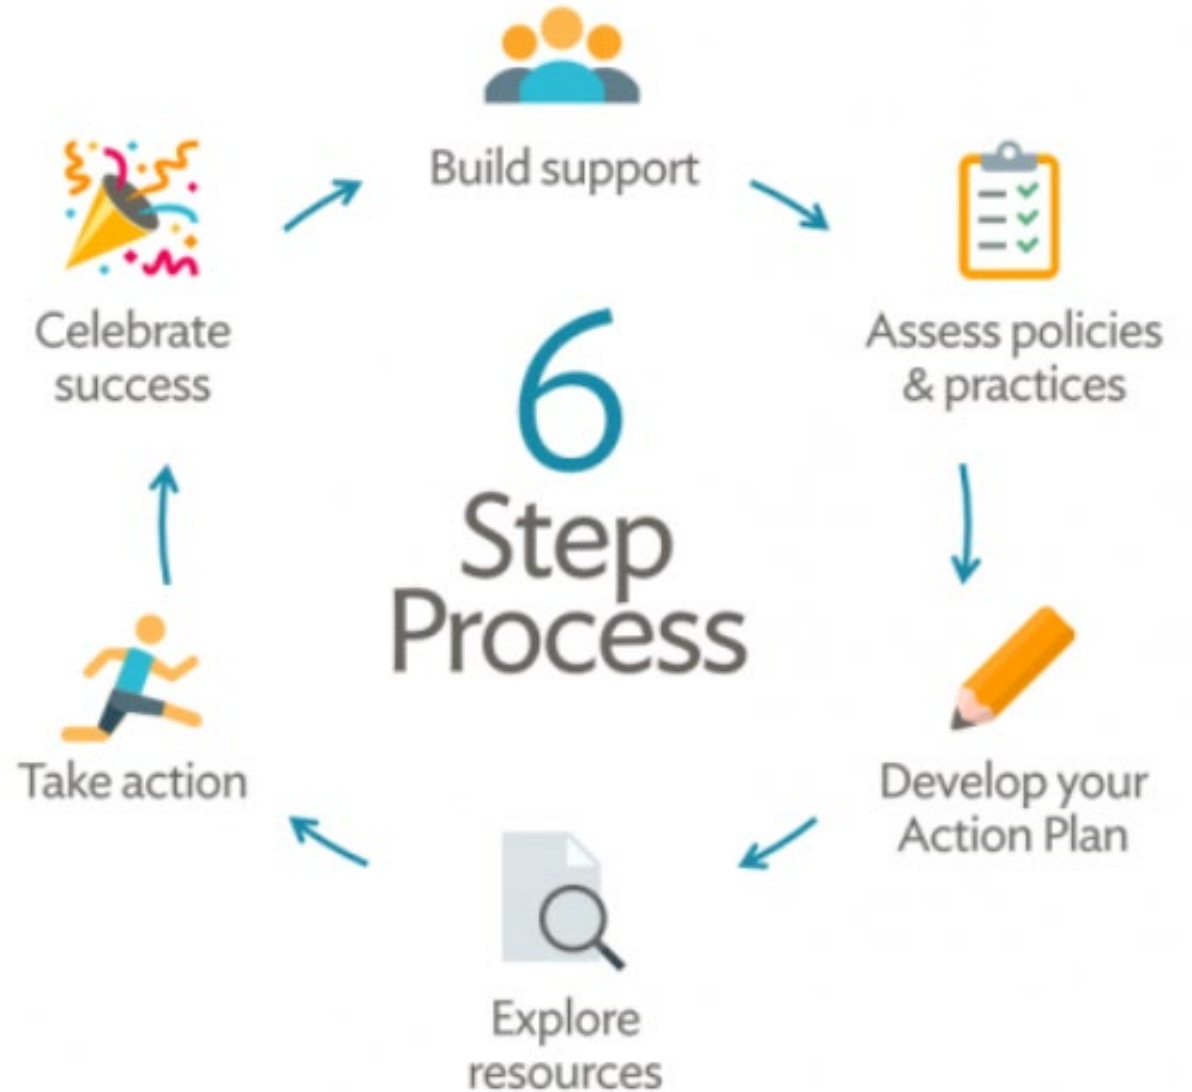 Build support
Assess policies
& practices
Develop your
Action Plan
Explore
resources
Take action
Celebrate
success
6
Step
Process